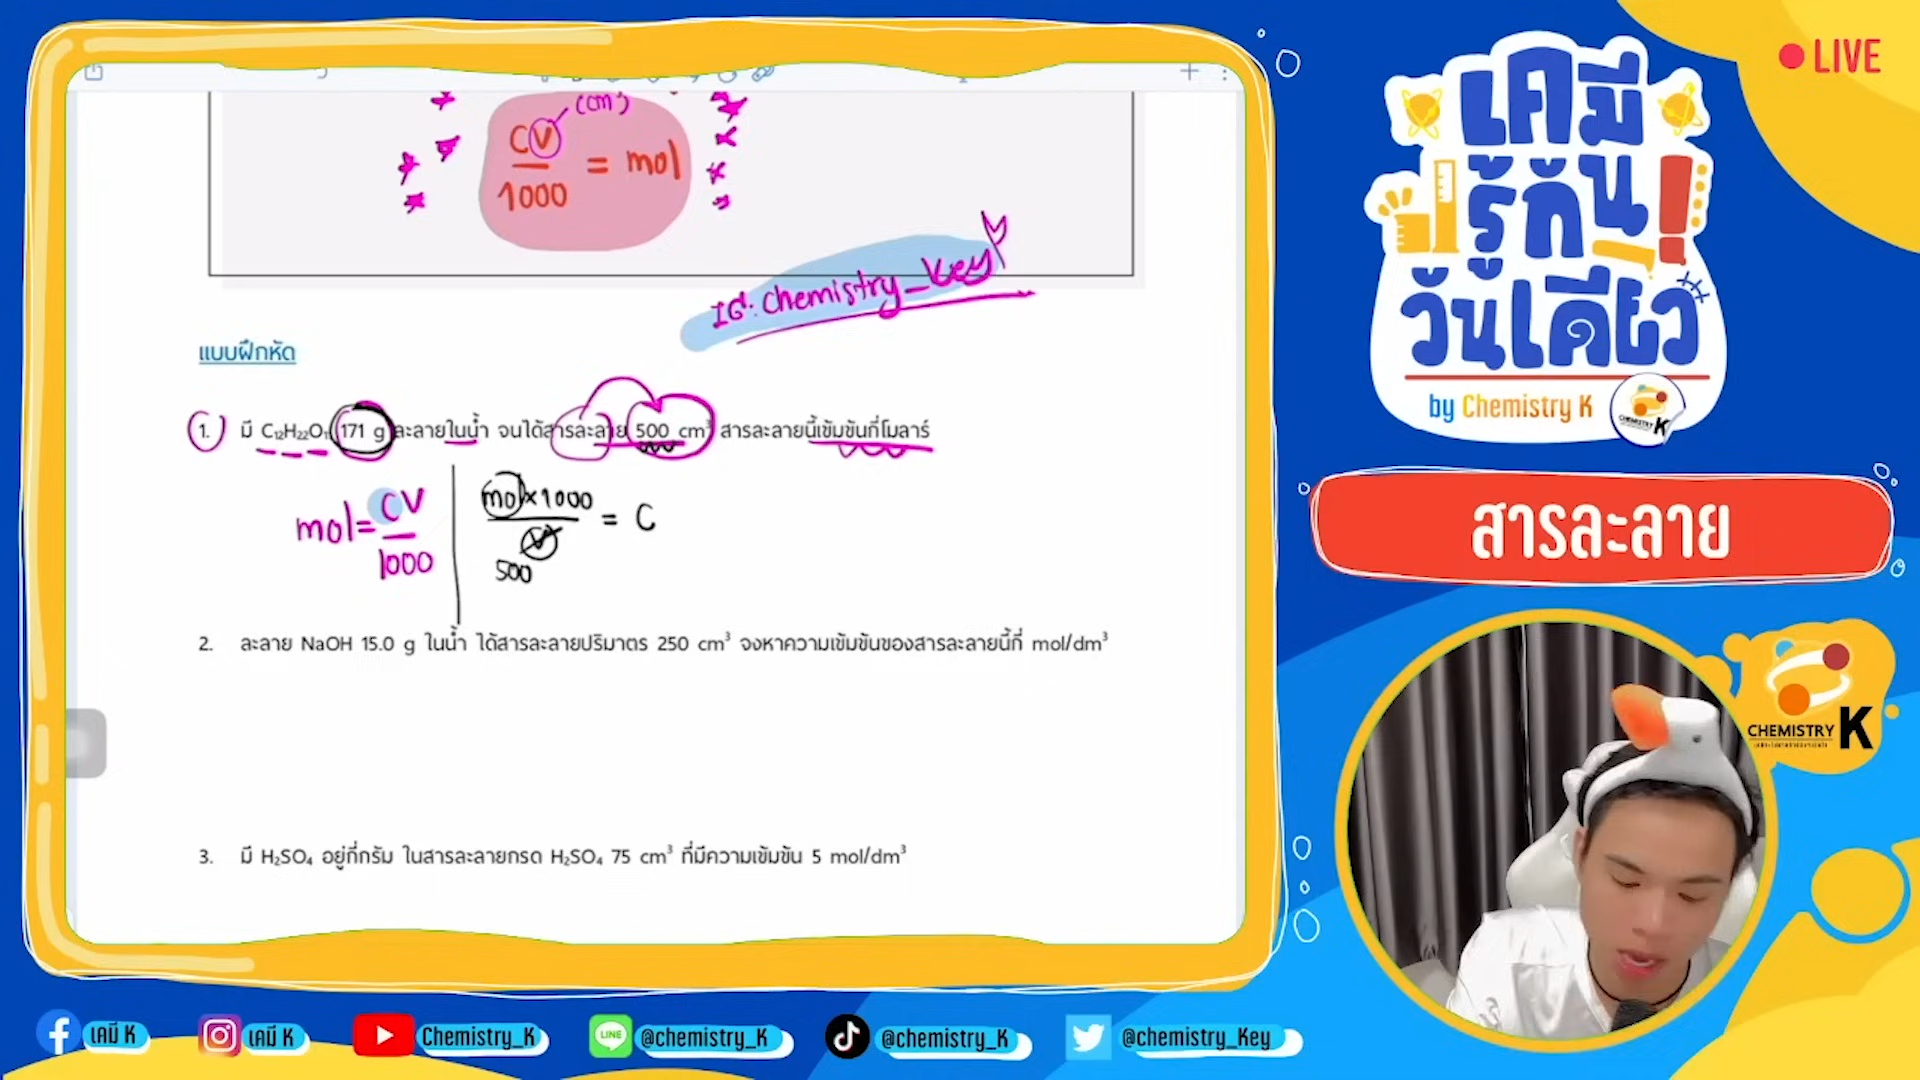 (cm³)
CV
1000
= mol
IG: Chemistry_Key
แบบฝึกหัด
1. มี C₁₂H₂₂O₁ 171 g ละลายในน้ำ จนได้สารละลาย 500 cm³ สารละลายนี้เข้มข้นกี่โมลาร์
mol = CV
1000
mol × 1000
V
= C
500
2. ละลาย NaOH 15.0 g ในน้ำ ได้สารละลายปริมาตร 250 cm³ จงหาความเข้มข้นของสารละลายนี้กี่ mol/dm³
3. มี H₂SO₄ อยู่กี่กรัม ในสารละลายกรด H₂SO₄ 75 cm³ ที่มีความเข้มข้น 5 mol/dm³
LIVE
เคมี
รู้กัน!
วันเดียว
by Chemistry K
สารละลาย
CHEMISTRY K
เคมี K
เคมี K
Chemistry_K
LINE
@chemistry_K
@chemistry_K
@chemistry_Key